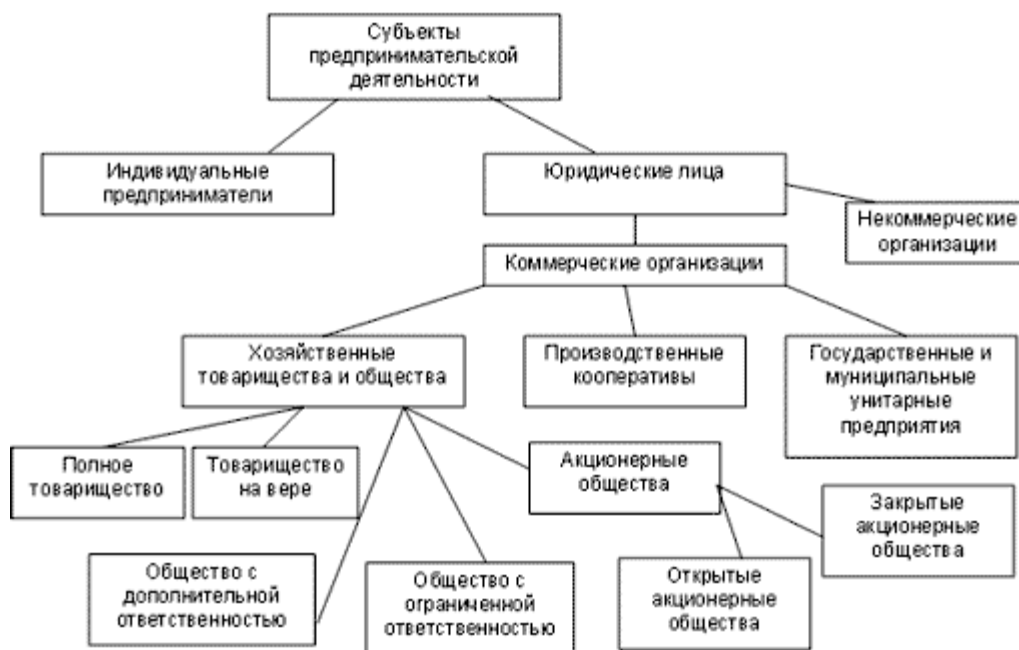 Субъекты
предпринимательской
деятельности
Индивидуальные
предприниматели
Юридические лица
Некоммерческие
организации
Коммерческие организации
Хозяйственные
товарищества и общества
Производственные
кооперативы
Государственные и
муниципальные
унитарные
предприятия
Полное
товарищество
Товарищество
на вере
Акционерные
общества
Закрытые
акционерные
общества
Общество с
дополнительной
ответственностью
Общество с
ограниченной
ответственностью
Открытые
акционерные
общества